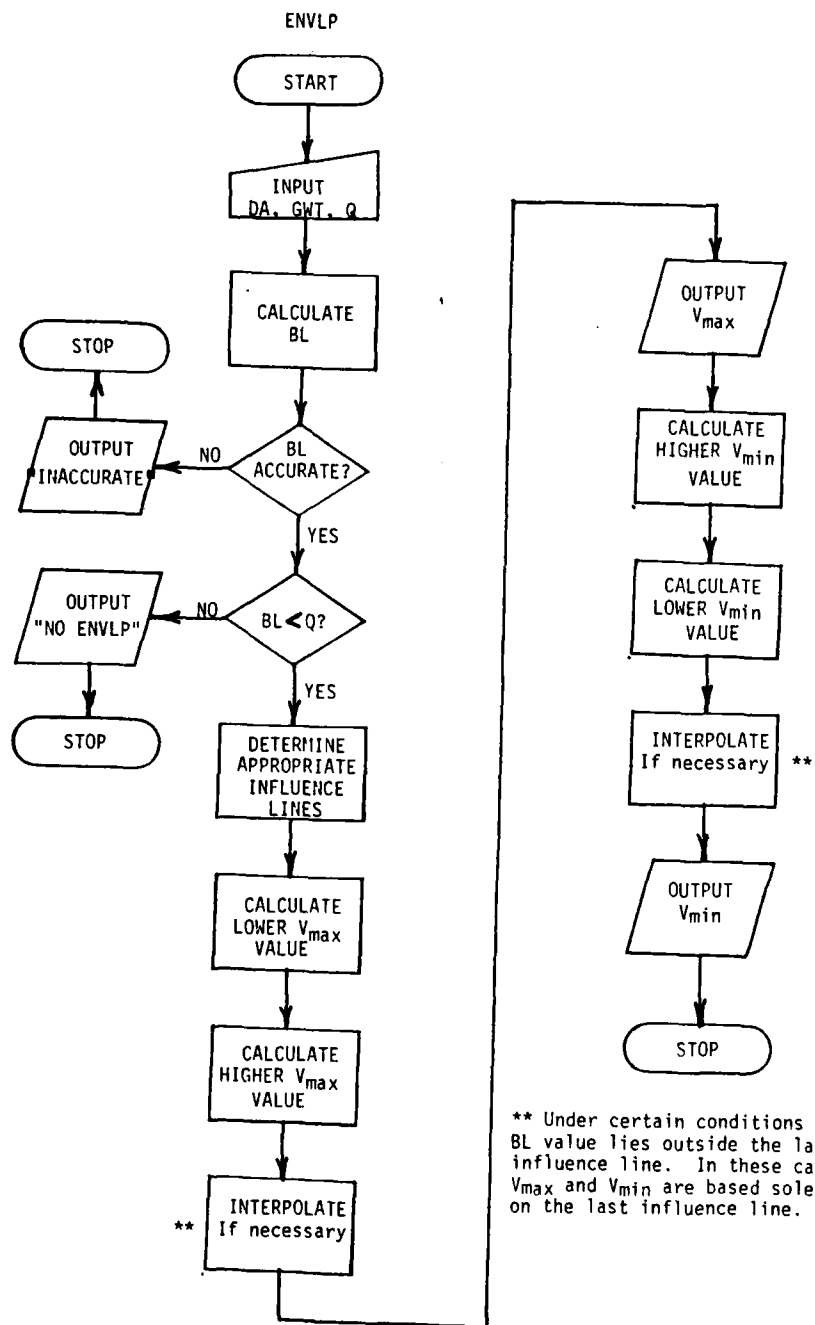 ENVLP
START
INPUT
DA, GWT, Q
CALCULATE
BL
BL
ACCURATE?
NO
OUTPUT
INACCURATE
STOP
YES
BL<Q?
NO
OUTPUT
"NO ENVLP"
STOP
YES
DETERMINE
APPROPRIATE
INFLUENCE
LINES
CALCULATE
LOWER Vmax
VALUE
CALCULATE
HIGHER Vmax
VALUE
INTERPOLATE
** If necessary
OUTPUT
Vmax
CALCULATE
HIGHER Vmin
VALUE
CALCULATE
LOWER Vmin
VALUE
INTERPOLATE
If necessary **
OUTPUT
Vmin
STOP
** Under certain conditions
BL value lies outside the
influence line. In these
Vmax and Vmin are based
on the last influence line.